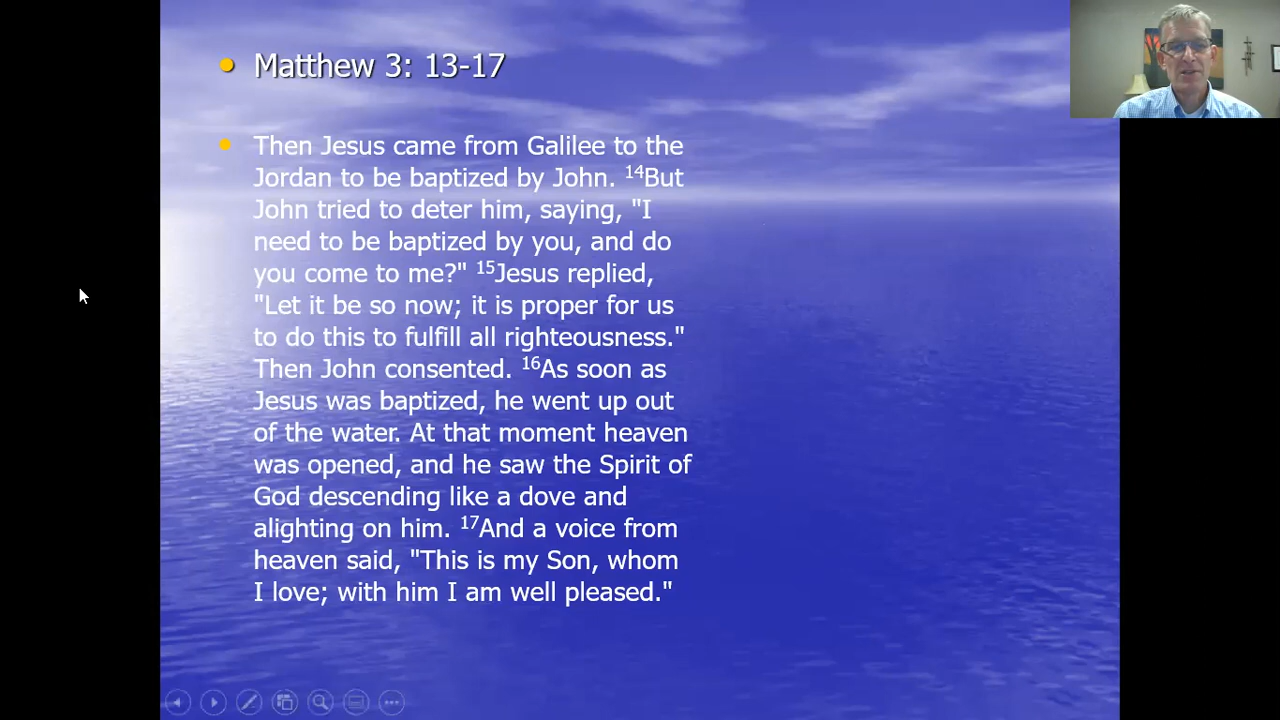 Matthew 3: 13-17
Then Jesus came from Galilee to the
Jordan to be baptized by John. ¹⁴But
John tried to deter him, saying, "I
need to be baptized by you, and do
you come to me?" ¹⁵Jesus replied,
"Let it be so now; it is proper for us
to do this to fulfill all righteousness."
Then John consented. ¹⁶As soon as
Jesus was baptized, he went up out
of the water. At that moment heaven
was opened, and he saw the Spirit of
God descending like a dove and
alighting on him. ¹⁷And a voice from
heaven said, "This is my Son, whom
I love; with him I am well pleased."